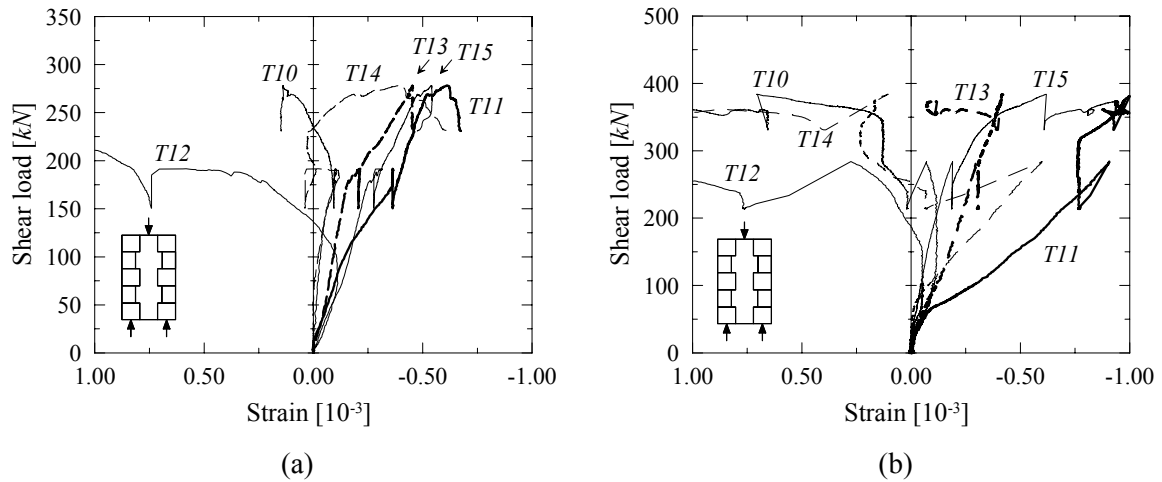 350
300
250
200
150
100
50
0
Shear load [kN]
T10
T14
T13
T15
T11
T12
1.00 0.50 0.00 -0.50 -1.00
Strain [10-3]
(a)
500
400
300
200
100
0
Shear load [kN]
T10
T13
T15
T14
T12
T11
1.00 0.50 0.00 -0.50 -1.00
Strain [10-3]
(b)